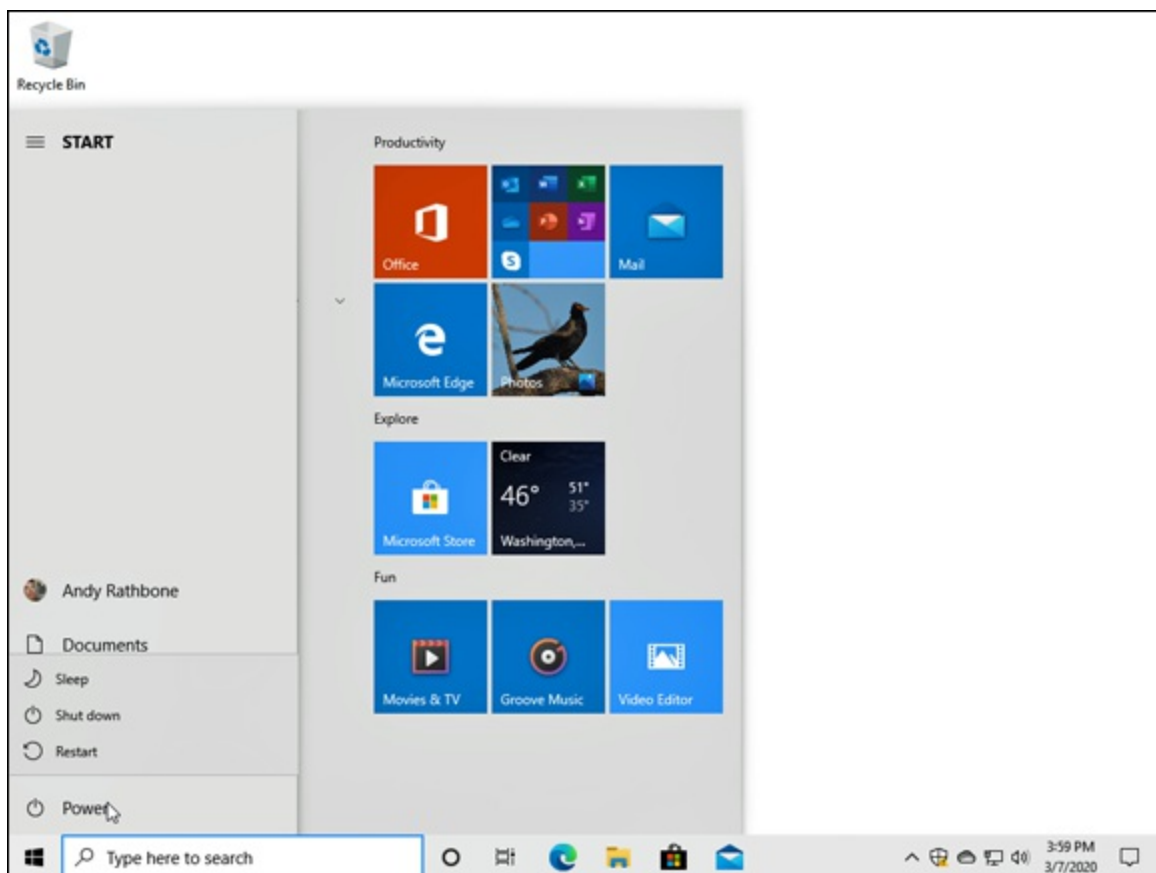 Recycle Bin
START
Productivity
Office
Mail
Microsoft Edge
Photos
Explore
Clear
46° 51°
35°
Microsoft Store
Washington,...
Fun
Movies & TV
Groove Music
Video Editor
Andy Rathbone
Documents
Sleep
Shut down
Restart
Power
Type here to search
3:59 PM
3/7/2020